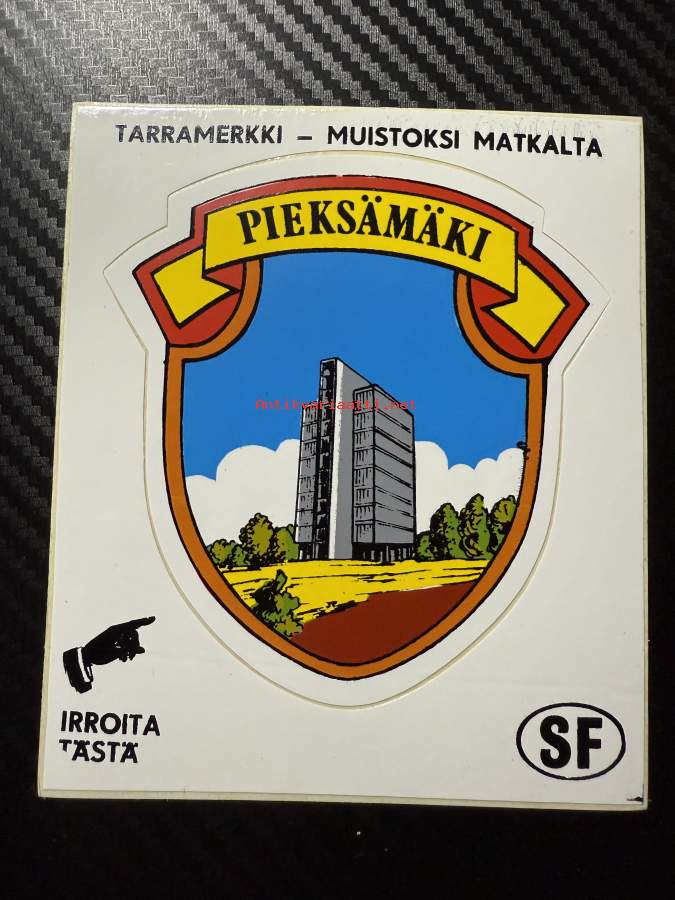 TARRAMERKKI – MUISTOKSI MATKALTA
PIEKSÄMÄKI
Antikvariaatti.net
IRROITA
TÄSTÄ
SF